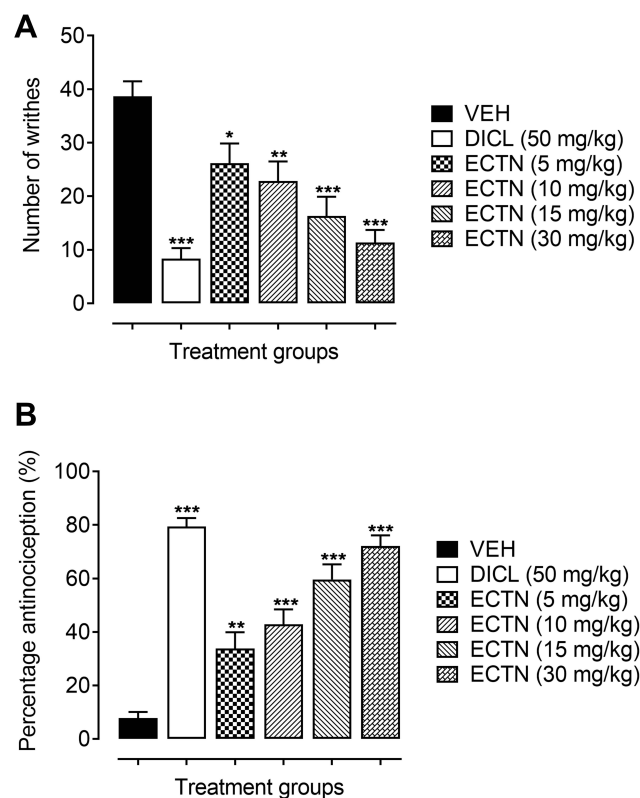 A
50
40
30
20
10
0
Number of writhes
***
*
**
***
***
Treatment groups
VEH
DICL (50 mg/kg)
ECTN (5 mg/kg)
ECTN (10 mg/kg)
ECTN (15 mg/kg)
ECTN (30 mg/kg)
B
100
80
60
40
20
0
Percentage antinociception (%)
***
**
***
***
***
Treatment groups
VEH
DICL (50 mg/kg)
ECTN (5 mg/kg)
ECTN (10 mg/kg)
ECTN (15 mg/kg)
ECTN (30 mg/kg)